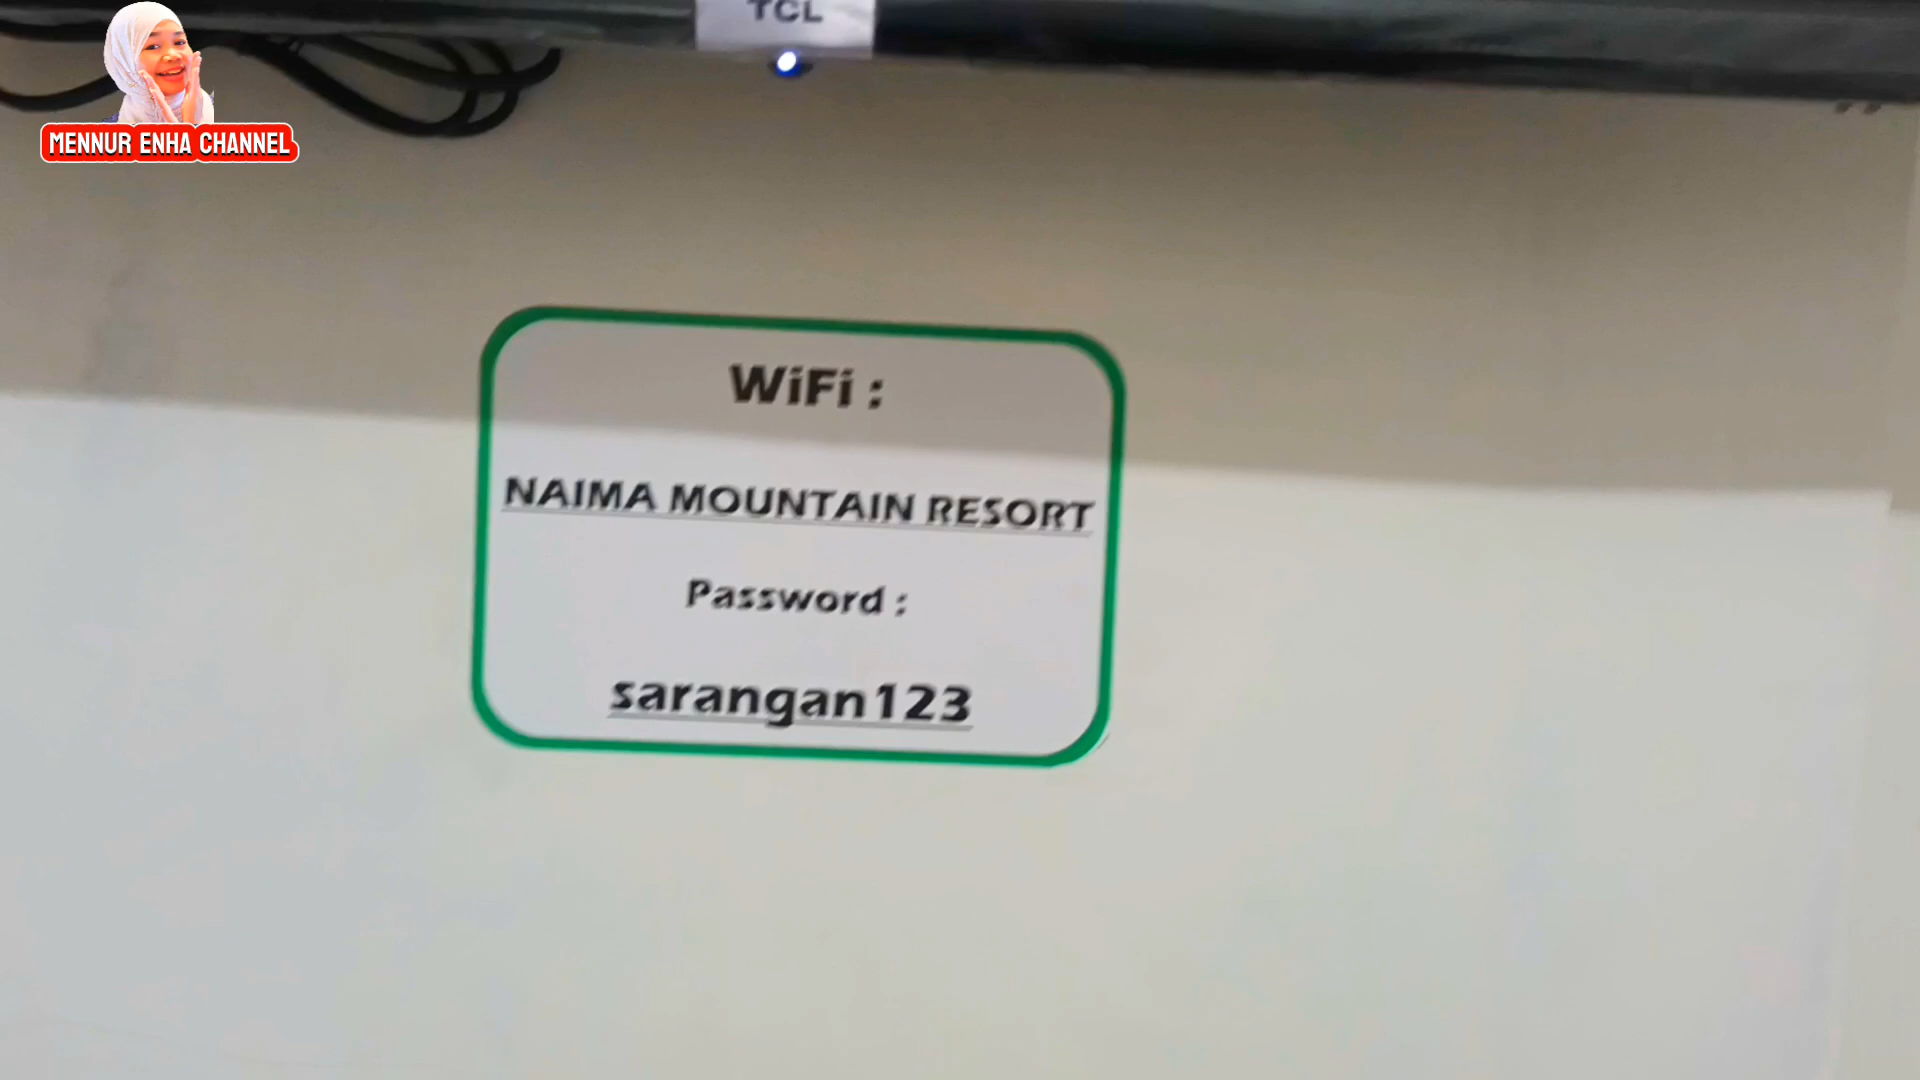 TCL
MENNUR ENHA CHANNEL
WiFi :
NAIMA MOUNTAIN RESORT
Password :
sarangan123